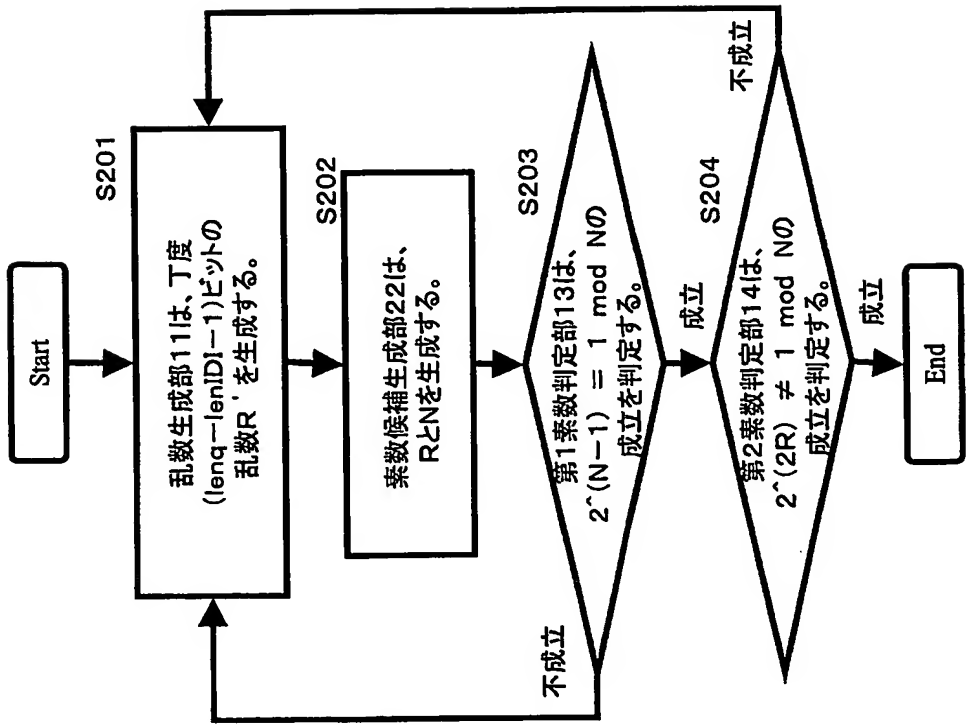 Start
S201
乱数生成部11は、丁度
(lenq－lenIDI－1)ビットの
乱数R'を生成する。
S202
素数候補生成部22は、
RとNを生成する。
S203
第1素数判定部13は、
2^(N－1) ＝ 1 mod Nの
成立を判定する。
不成立
成立
S204
第2素数判定部14は、
2^(2R) ≠ 1 mod Nの
成立を判定する。
不成立
成立
End